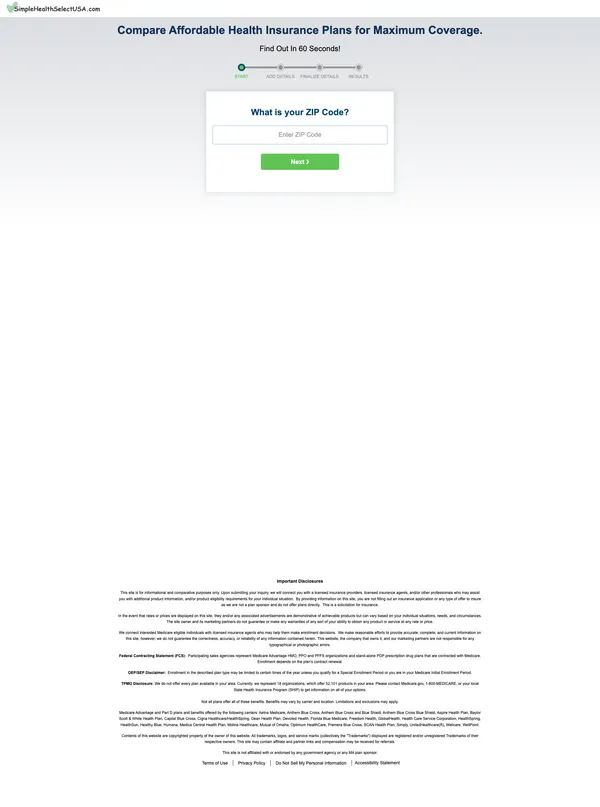 SimpleHealthSelectUSA.com
Compare Affordable Health Insurance Plans for Maximum Coverage.
Find Out In 60 Seconds!
START ADD DETAILS FINALIZE DETAILS RESULTS
What is your ZIP Code?
Enter ZIP Code
Next ›
Important Disclosures
This site is for informational and comparative purposes only. Upon submitting your inquiry, we will connect you with a licensed insurance providers, licensed insurance agents, and/or other professionals who may assist
you with additional product information, and/or product eligibility requirements for your individual situation. By providing information on this site, you are not filling out an insurance application or any type of offer to insure
as we are not a plan sponsor and do not offer plans directly. This is a solicitation for insurance.
In the event that rates or prices are displayed on this site, they and/or any associated advertisements are demonstrative of achievable products but can vary based on your individual situations, needs, and circumstances.
The site owner and its marketing partners do not guarantee or make any warranties of any sort of your ability to obtain any product or service at any rate or price.
We connect interested Medicare eligible individuals with licensed insurance agents who may help them make enrollment decisions. We make reasonable efforts to provide accurate, complete, and current information on
this site, however, we do not guarantee the correctness, accuracy, or reliability of any information contained herein. This website, the company that owns it, and our marketing partners are not responsible for any
typographical or photographic errors.
Federal Contracting Statement (FCS): Participating sales agencies represent Medicare Advantage HMO, PPO and PFFS organizations and stand-alone PDP prescription drug plans that are contracted with Medicare.
Enrollment depends on the plan's contract renewal.
OEP/SEP Disclaimer: Enrollment in the described plan type may be limited to certain times of the year unless you qualify for a Special Enrollment Period or you are in your Medicare Initial Enrollment Period.
TPMO Disclosure: We do not offer every plan available in your area. Currently, we represent 18 organizations, which offer 52,101 products in your area. Please contact Medicare.gov, 1-800-MEDICARE, or your local
State Health Insurance Program (SHIP) to get information on all of your options.
Not all plans offer all of these benefits. Benefits may vary by carrier and location. Limitations and exclusions may apply.
Medicare Advantage and Part D plans and benefits offered by the following carriers: Aetna Medicare, Anthem Blue Cross, Anthem Blue Cross and Blue Shield, Anthem Blue Cross Blue Shield, Aspire Health Plan, Baylor
Scott & White Health Plan, Capital Blue Cross, Cigna HealthcareHealthSpring, Dean Health Plan, Devoted Health, Florida Blue Medicare, Freedom Health, GlobalHealth, Health Care Service Corporation, HealthSpring,
HealthSun, Healthy Blue, Humana, Medica Central Health Plan, Molina Healthcare, Mutual of Omaha, Optimum HealthCare, Premera Blue Cross, SCAN Health Plan, Simply, UnitedHealthcare(R), Wellcare, WellPoint.
Contents of this website are copyrighted property of the owner of this website. All trademarks, logos, and service marks (collectively the "Trademarks") displayed are registered and/or unregistered Trademarks of their
respective owners. This site may contain affiliate and partner links and compensation may be received for referrals.
This site is not affiliated with or endorsed by any government agency or any MA plan sponsor.
Terms of Use | Privacy Policy | Do Not Sell My Personal Information | Accessibility Statement